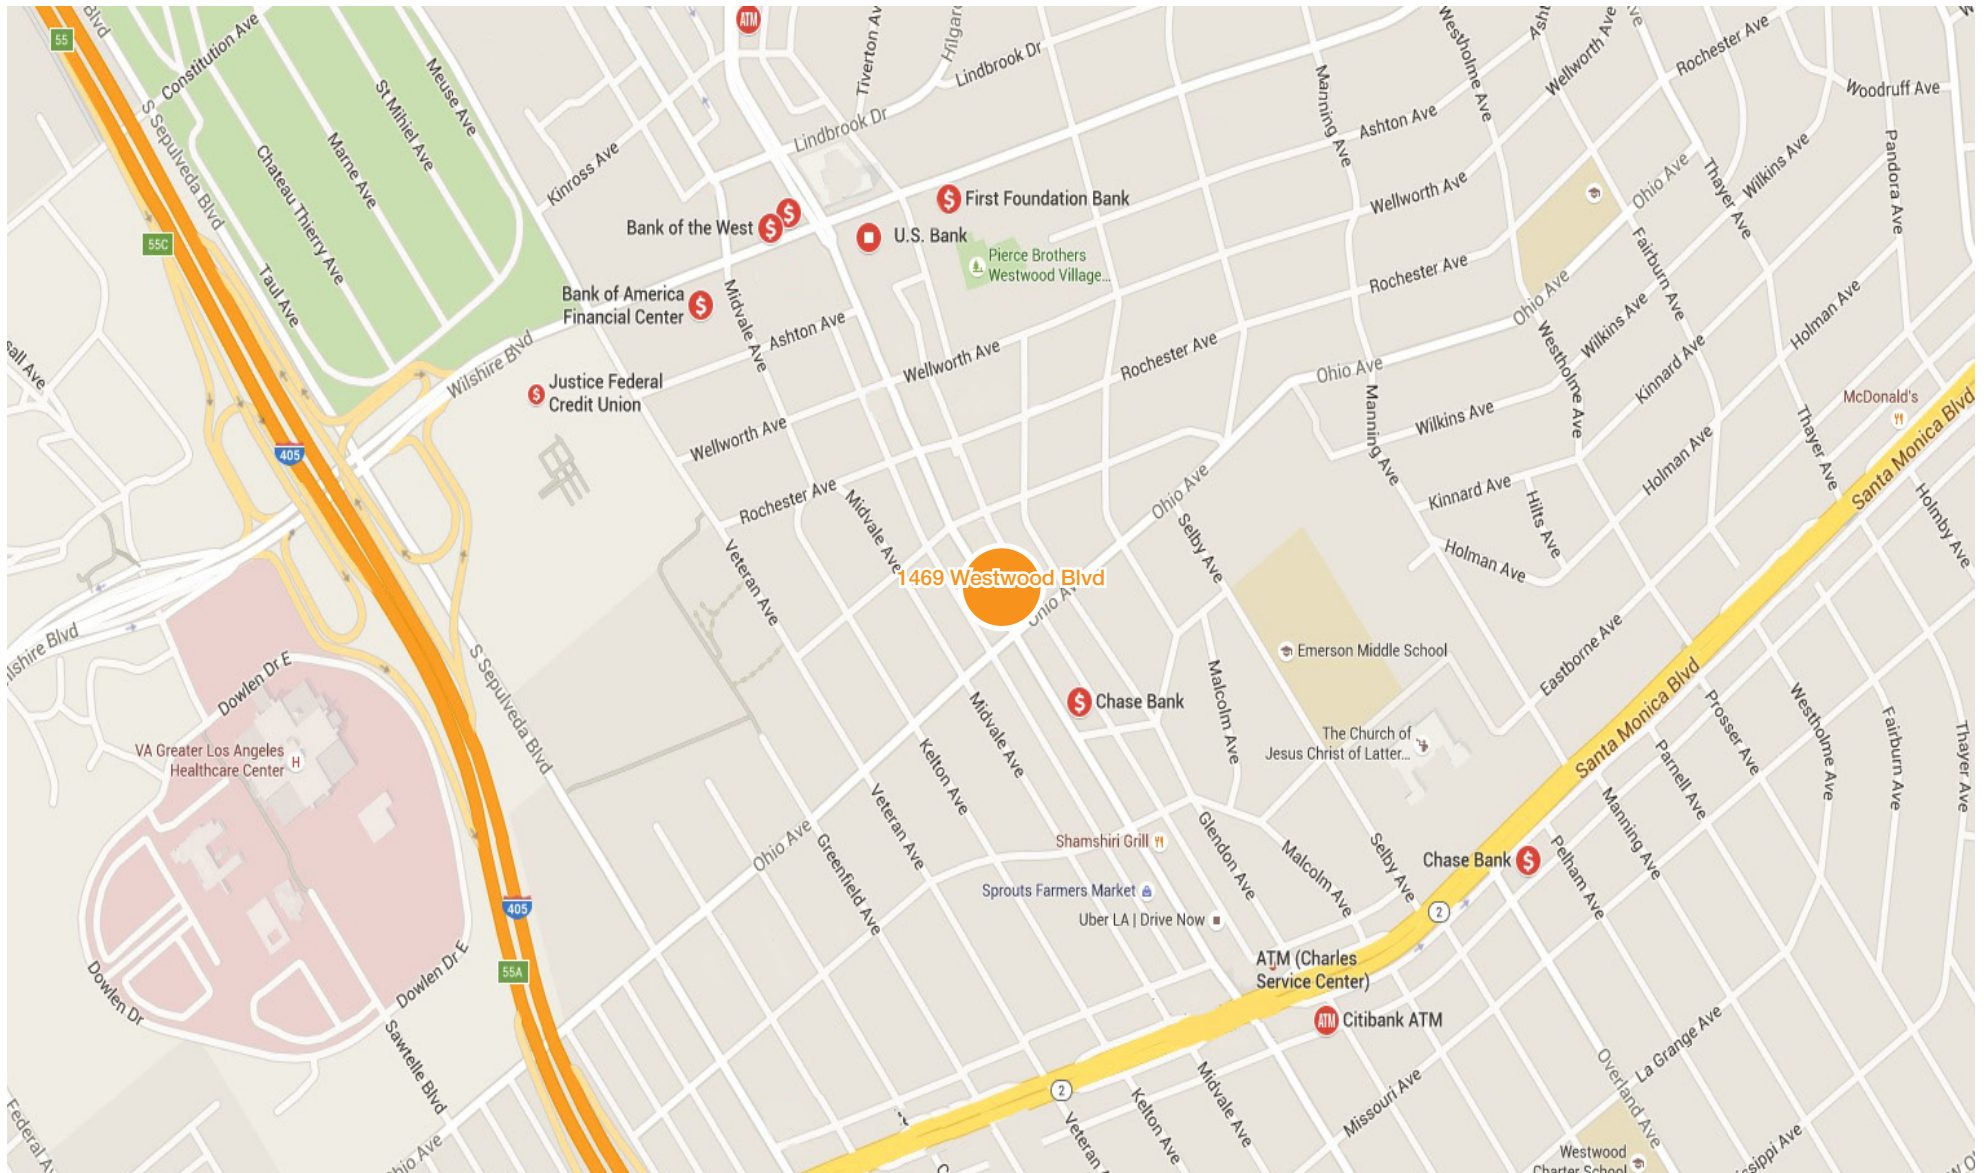 55
Blvd
Constitution Ave
S Sepulveda Blvd
Meuse Ave
St Mihiel Ave
Marne Ave
Chateau Thierry Ave
Taul Ave
55C
ATM
Tiverton Av
Hilgard
Lindbrook Dr
Lindbrook Dr
Kinross Ave
Westholme Ave
Manning Ave
Ashton Ave
Wellworth Ave
Rochester Ave
Woodruff Ave
Pandora Ave
Wilkins Ave
Thayer Ave
Ohio Ave
Wellworth Ave
Fairburn Ave
Rochester Ave
First Foundation Bank
Bank of the West
U.S. Bank
Pierce Brothers
Westwood Village...
Bank of America
Financial Center
Midvale Ave
Ashton Ave
Wilshire Blvd
Justice Federal
Credit Union
Wellworth Ave
Wellworth Ave
Rochester Ave
Ohio Ave
Ohio Ave
Wilkins Ave
Westholme Ave
Kinnard Ave
Holman Ave
McDonald's
Santa Monica Blvd
Manning Ave
Wilkins Ave
Holman Ave
Thayer Ave
Kinnard Ave
Hilts Ave
Holman Ave
Holmby Ave
405
Rochester Ave
Midvale Ave
Ohio Ave
Selby Ave
Veteran Ave
1469 Westwood Blvd
Ohio Av
Emerson Middle School
Eastborne Ave
lshire Blvd
sall Ave
Dowlen Dr E
S Sepulveda Blvd
VA Greater Los Angeles
Healthcare Center
H
Chase Bank
Malcolm Ave
The Church of
Jesus Christ of Latter...
Santa Monica Blvd
Prosser Ave
Parnell Ave
Westholme Ave
Fairburn Ave
Thayer Ave
Midvale Ave
Kelton Ave
Veteran Ave
Ohio Ave
Greenfield Ave
Shamshiri Grill
Sprouts Farmers Market
Uber LA | Drive Now
Glendon Ave
Malcolm Ave
Selby Ave
Chase Bank
Pelham Ave
Manning Ave
405
2
55A
Dowlen Dr E
Dowlen Dr
Sawtelle Blvd
ATM (Charles
Service Center)
ATM
Citibank ATM
2
Midvale Ave
Kelton Ave
Veteran A
Missouri Ave
La Grange Ave
Overland Ave
Westwood
Charter School
ssippi Ave
Federal Av
hio Ave